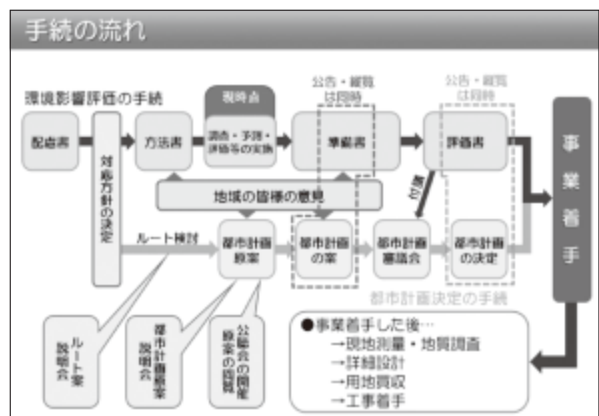 手続の流れ
環境影響評価の手続
現時点
公告・縦覧
は同時
公告・縦覧
は同時
配慮書
対応方針の決定
方法書
調査・予測・
評価等の実施
準備書
評価書
事業着手
地域の皆様の意見
送付
ルート検討
都市計画
原案
都市計画
の案
都市計画
審議会
都市計画
の決定
都市計画決定の手続
ルート案
説明会
都市計画原案
説明会
公聴会の開催
原案の閲覧
●事業着手した後…
→現地測量・地質調査
→詳細設計
→用地買収
→工事着手